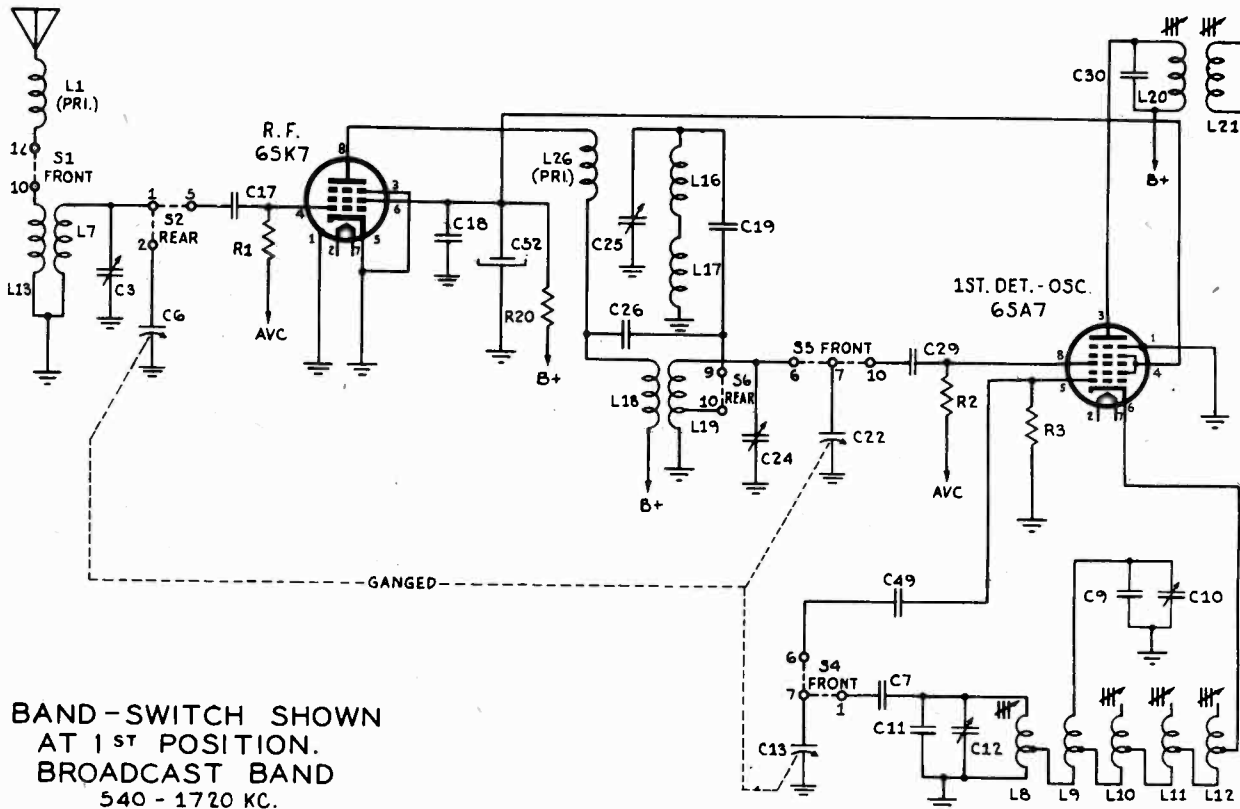 L1
(PRI.)
14
S1
FRONT
10
L7
L13
C3
1
5
S2
REAR
2
C6
C17
R1
AVC
R.F.
6SK7
8
3
6
4
1
2
7
5
C18
C52
R20
B+
L26
(PRI.)
C25
L16
L17
C19
C26
L18
B+
9
S6
REAR
10
L19
C24
S5 FRONT
6
7
10
C22
C29
R2
AVC
1ST. DET.-OSC.
6SA7
3
1
8
4
5
6
2
7
R3
C30
L20
L21
B+
GANGED
C49
6
S4
FRONT
7
1
C13
C7
C11
C12
C9
C10
L8
L9
L10
L11
L12
BAND-SWITCH SHOWN
AT 1ST POSITION.
BROADCAST BAND
540 - 1720 KC.